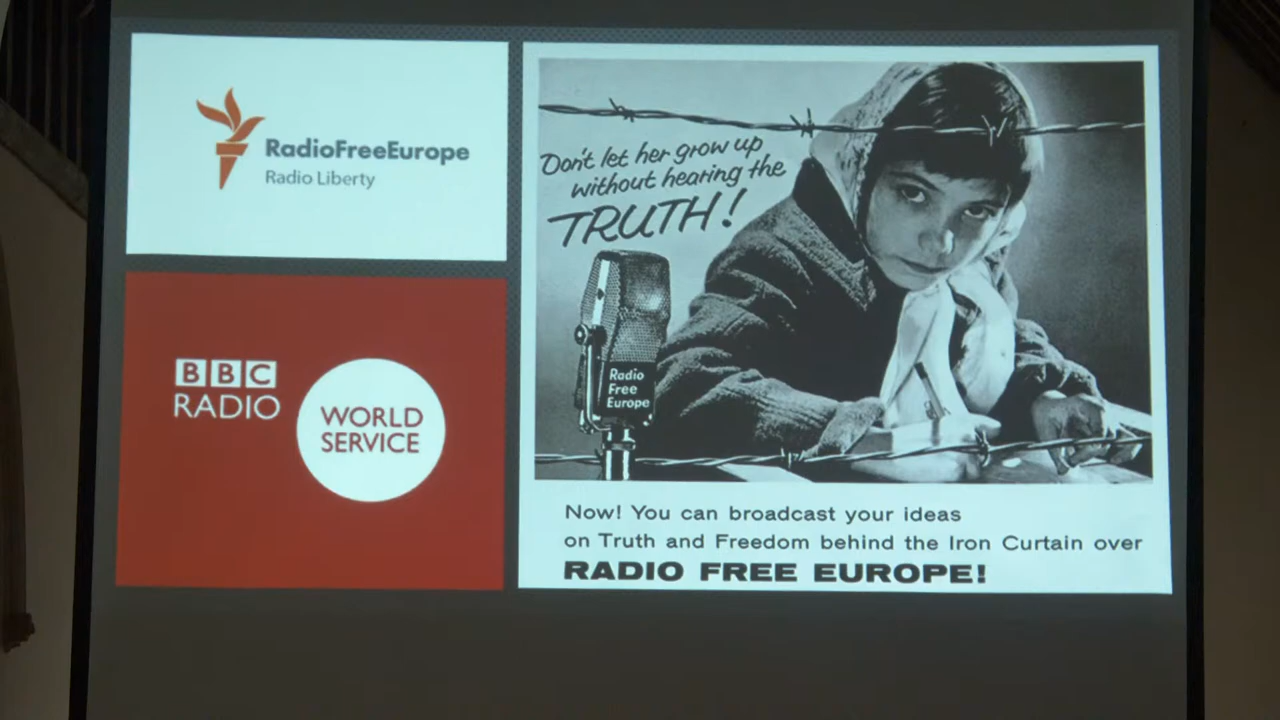 RadioFreeEurope
Radio Liberty
BBC
RADIO
WORLD
SERVICE
Don't let her grow up
without hearing the
TRUTH!
Radio
Free
Europe
Now! You can broadcast your ideas
on Truth and Freedom behind the Iron Curtain over
RADIO FREE EUROPE!